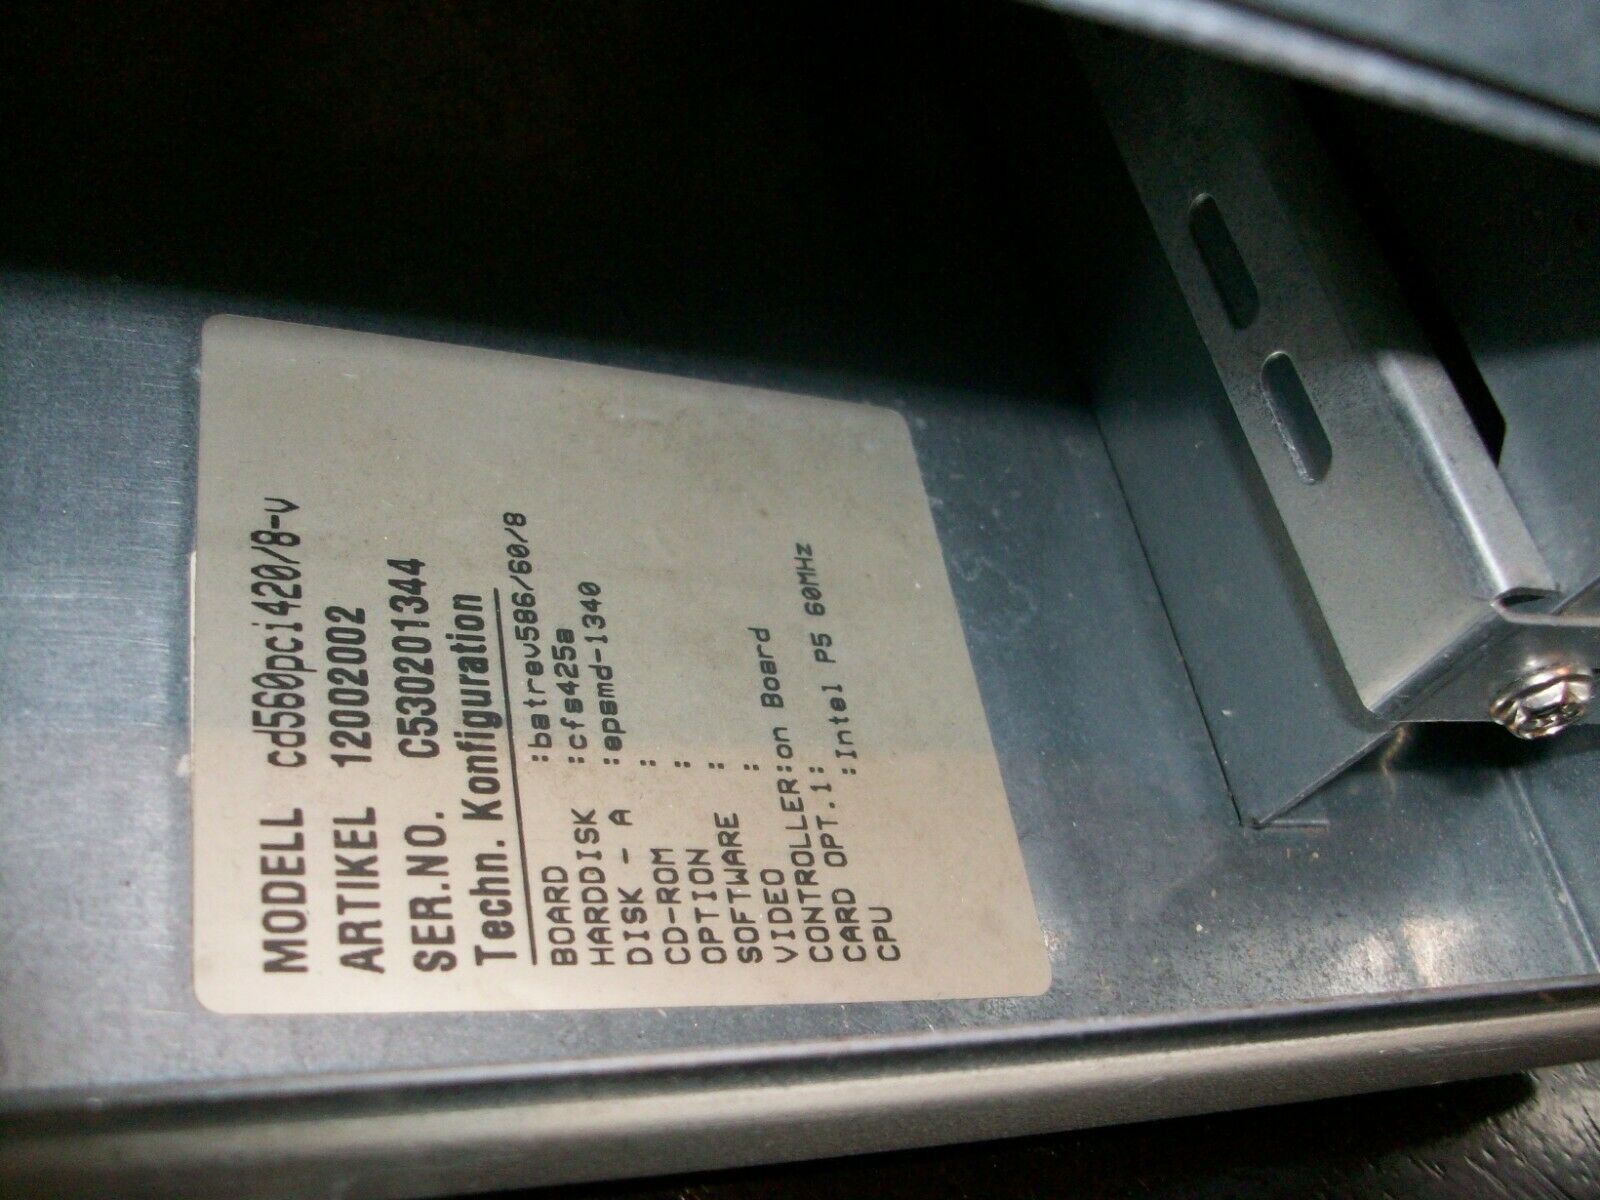 MODELL cd560pci420/8-v
ARTIKEL 12002002
SER.NO. C530201344
Techn. Konfiguration
BOARD :batrev586/60/8
HARDDISK :cfs425a
DISK - A :epsmd-1340
CD-ROM :
OPTION :
SOFTWARE :
VIDEO :
CONTROLLER:on Board
CARD OPT.1:
CPU :Intel P5 60MHz